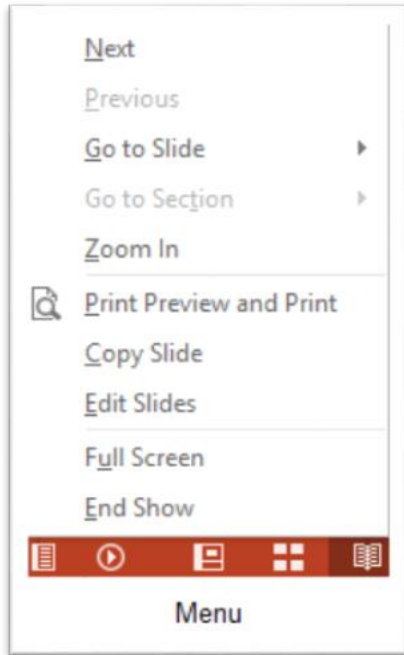 Next
Previous
Go to Slide
Go to Section
Zoom In
Print Preview and Print
Copy Slide
Edit Slides
Full Screen
End Show
Menu